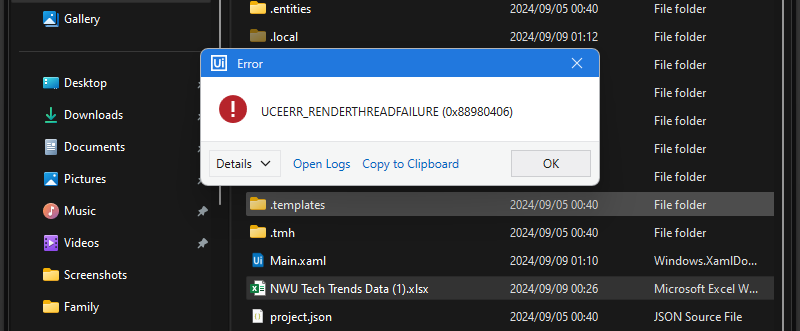 Gallery
Desktop
Downloads
Documents
Pictures
Music
Videos
Screenshots
Family
.entities 2024/09/05 00:40 File folder
.local 2024/09/09 01:12 File folder
File folder
File folder
File folder
File folder
File folder
Ui Error
UCEERR_RENDERTHREADFAILURE (0x88980406)
Details Open Logs Copy to Clipboard OK
.templates 2024/09/05 00:40 File folder
.tmh 2024/09/05 00:40 File folder
Ui Main.xaml 2024/09/09 01:10 Windows.XamlDo...
NWU Tech Trends Data (1).xlsx 2024/09/09 00:26 Microsoft Excel W...
project.json 2024/09/05 00:40 JSON Source File